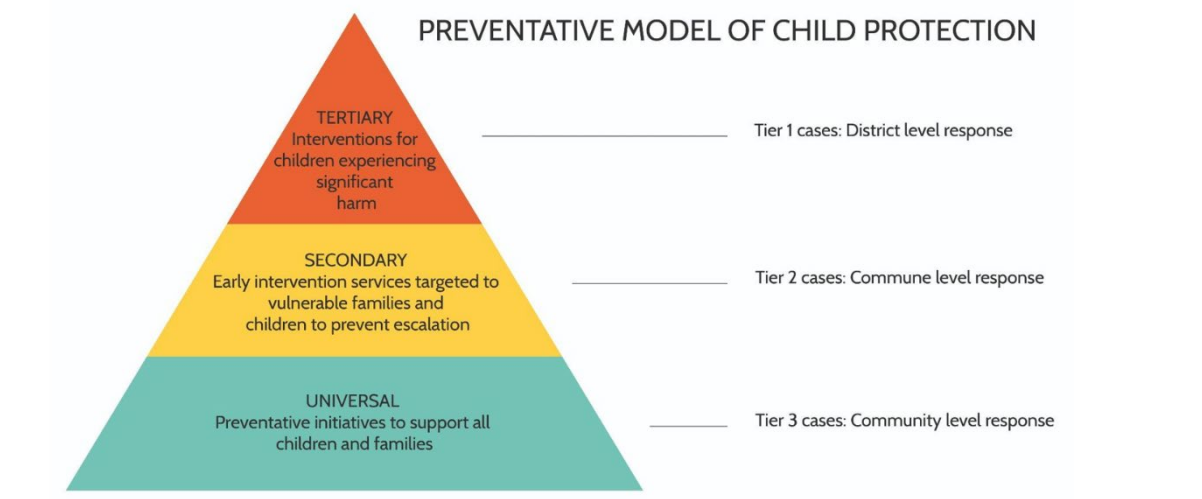 PREVENTATIVE MODEL OF CHILD PROTECTION
TERTIARY
Interventions for
children experiencing
significant
harm
Tier 1 cases: District level response
SECONDARY
Early intervention services targeted to
vulnerable families and
children to prevent escalation
Tier 2 cases: Commune level response
UNIVERSAL
Preventative initiatives to support all
children and families
Tier 3 cases: Community level response